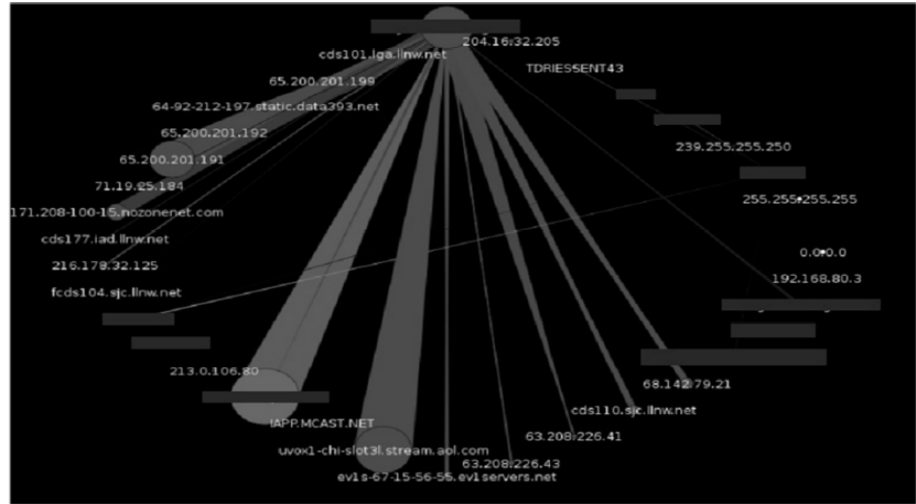 204.16.32.205
cds101.lga.llnw.net
TDRIESSENT43
65.200.201.199
64-92-212-197.static.data393.net
65.200.201.192
239.255.255.250
65.200.201.191
71.19.25.184
255.255.255.255
171.208-100-15.nozonenet.com
cds177.iad.llnw.net
0.0.0.0
216.178.32.125
192.168.80.3
fcds104.sjc.llnw.net
213.0.106.80
68.142.79.21
cds110.sjc.llnw.net
IAPP.MCAST.NET
63.208.226.41
uvox1-chi-slot3l.stream.aol.com
63.208.226.43
ev1s-67-15-56-55.ev1servers.net